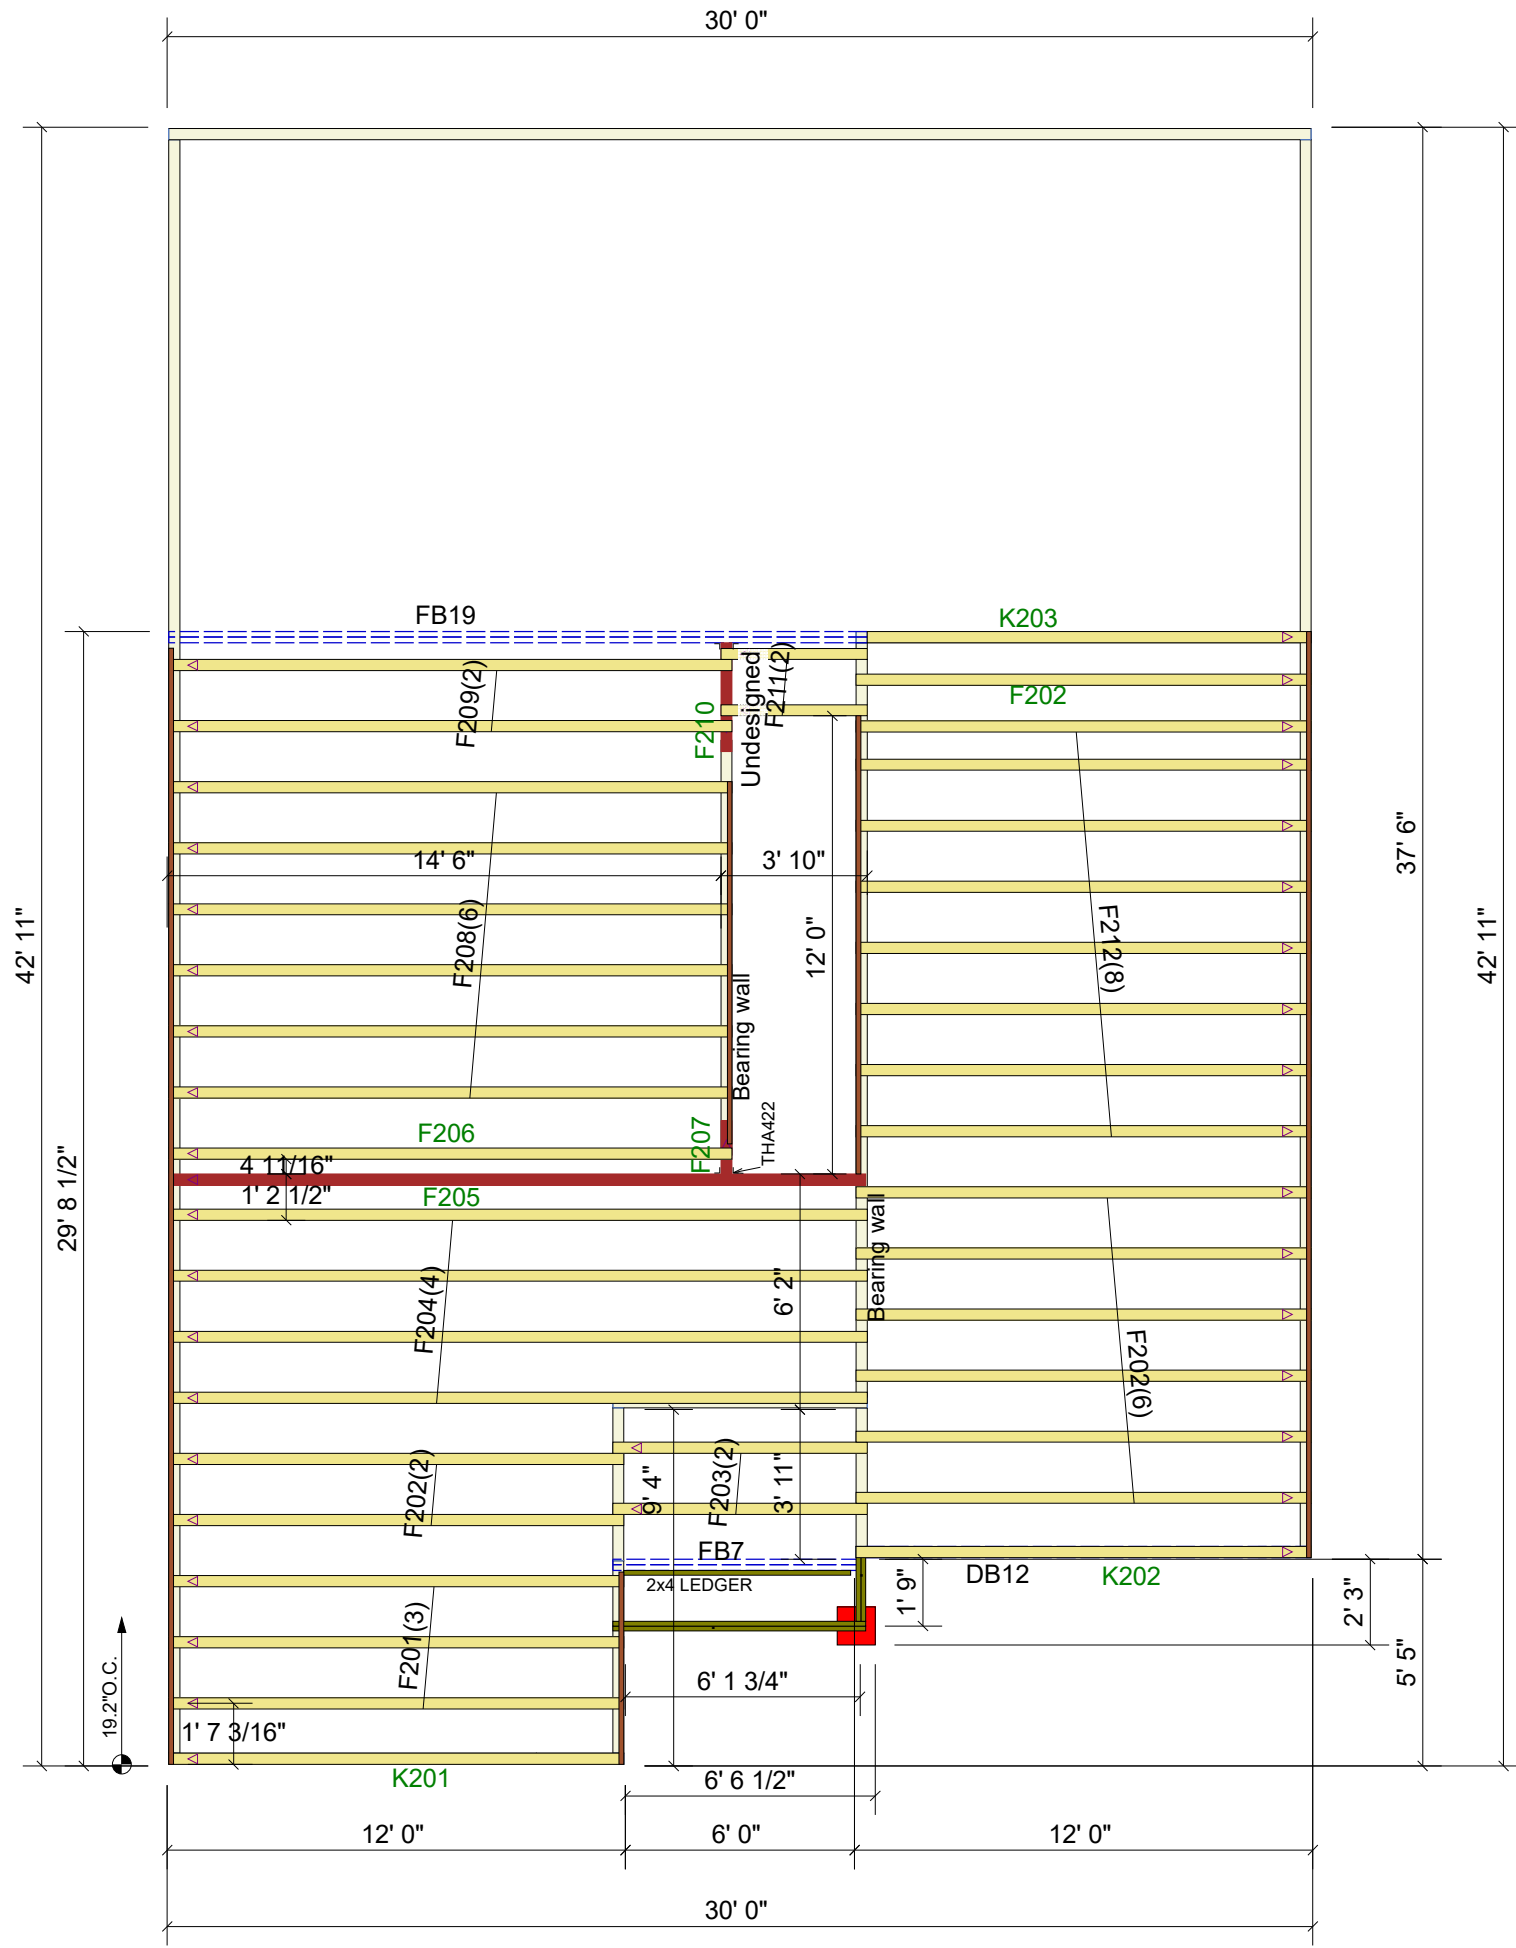 30' 0"
FB19
K203
F209(2)
F210
Undesigned
F211(2)
F202
14' 6"
3' 10"
37' 6"
42' 11"
42' 11"
F208(6)
12' 0"
F212(8)
Bearing wall
F206
F207
THA422
4 11/16"
1' 2 1/2"
F205
29' 8 1/2"
Bearing wall
F204(4)
6' 2"
F202(6)
F202(2)
9' 4"
F203(2)
3' 11"
FB7
2x4 LEDGER
DB12
K202
1' 9"
2' 3"
F201(3)
5' 5"
19.2"O.C.
6' 1 3/4"
1' 7 3/16"
K201
6' 6 1/2"
12' 0"
6' 0"
12' 0"
30' 0"